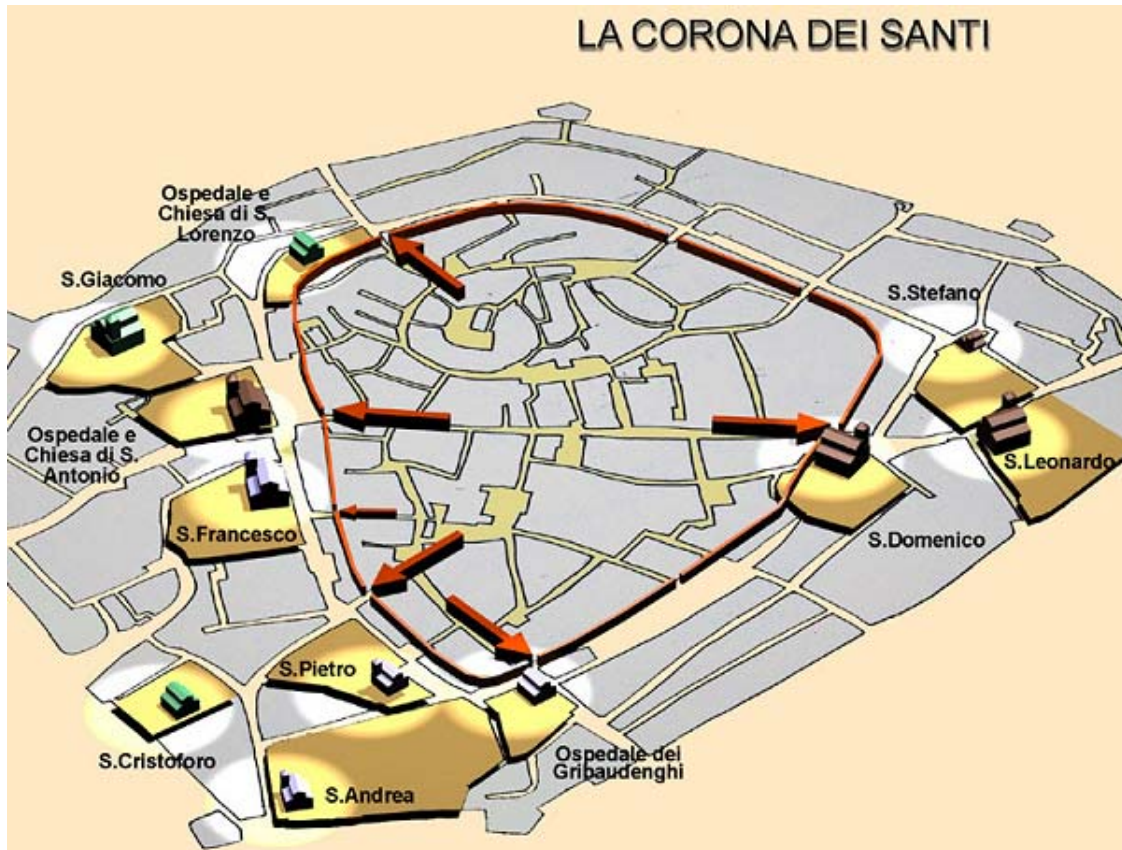 LA CORONA DEI SANTI
Ospedale e
Chiesa di S.
Lorenzo
S.Giacomo
S.Stefano
Ospedale e
Chiesa di S.
Antonio
S.Leonardo
S.Francesco
S.Domenico
S.Pietro
S.Cristoforo
Ospedale dei
Gribaudenghi
S.Andrea